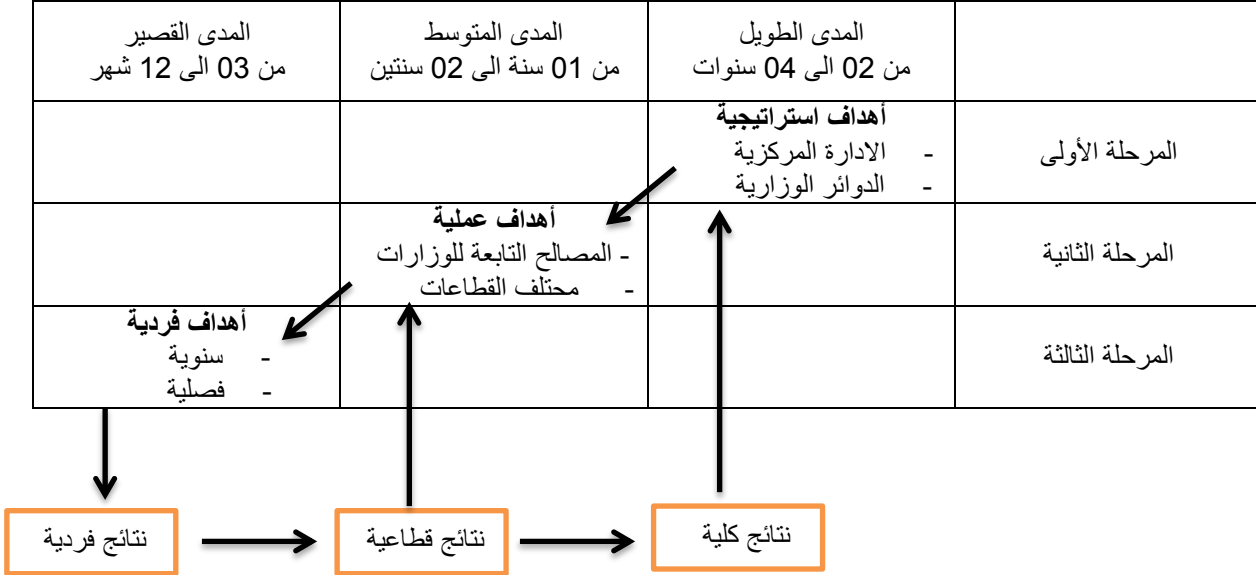 المدى الطويل
من 02 الى 04 سنوات
المدى المتوسط
من 01 سنة الى 02 سنتين
المدى القصير
من 03 الى 12 شهر
المرحلة الأولى
أهداف استراتيجية
- الادارة المركزية
- الدوائر الوزارية
المرحلة الثانية
أهداف عملية
- المصالح التابعة للوزارات
- محتلف القطاعات
المرحلة الثالثة
أهداف فردية
- سنوية
- فصلية
نتائج كلية
نتائج قطاعية
نتائج فردية